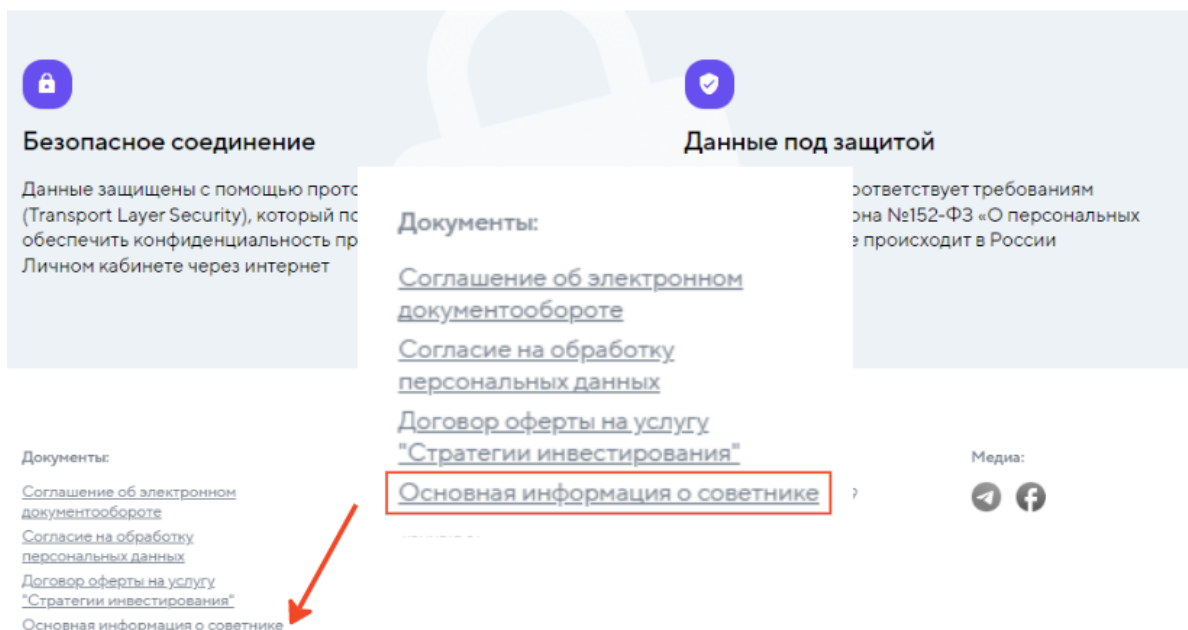 Безопасное соединение
Данные защищены с помощью прото
(Transport Layer Security), который по
обеспечить конфиденциальность пр
Личном кабинете через интернет
Данные под защитой
ответствует требованиям
она №152-ФЗ «О персональных
происходит в России
Документы:
Соглашение об электронном
документообороте
Согласие на обработку
персональных данных
Договор оферты на услугу
"Стратегии инвестирования"
Основная информация о советнике
Документы:
Соглашение об электронном
документообороте
Согласие на обработку
персональных данных
Договор оферты на услугу
"Стратегии инвестирования"
Основная информация о советнике
Медиа: